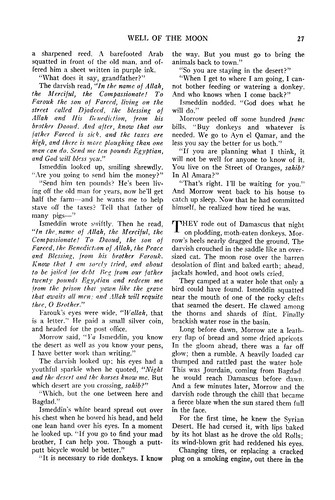 WELL OF THE MOON 27
a sharpened reed. A barefooted Arab
squatted in front of the old man, and of-
fered him a sheet written in purple ink.
"What does it say, grandfather?"
The darvish read, "In the name of Allah,
the Merciful, the Compassionate! To
Farouk the son of Fareed, living on the
street called Djadeed, the blessing of
Allah and His Benediction, from his
brother Daoud. And after, know that our
father Fareed is sick, and the taxes are
high, and there is more ploughing than one
man can do. Send me ten pounds Egyptian,
and God will bless you."
Ismeddin looked up, smiling shrewdly.
"Are you going to send him the money?"
"Send him ten pounds? He's been liv-
ing off the old man for years, now he'll get
half the farm—and he wants me to help
stave off the taxes? Tell that father of
many pigs—"
Ismeddin wrote swiftly. Then he read,
"In the name of Allah, the Merciful, the
Compassionate! To Daoud, the son of
Fareed, the Benediction of Allah, the Peace
and Blessing, from his brother Farouk.
Know that I am sorely tried, and about
to be jailed for debt Beg from our father
twenty pounds Egyptian and redeem me
from the prison that yawns like the grave
that awaits all men; and Allah will requite
thee, O Brother."
Farouk's eyes were wide, "Wallah, that
is a letter." He paid a small silver coin,
and headed for the post office.
Morrow said, "Ya Ismeddin, you know
the desert as well as you know your pens,
I have better work than writing."
The darvish looked up; his eyes had a
youthful sparkle when he quoted, "Night
and the desert and the horses know me. But
which desert are you crossing, sahib?"
"Which, but the one between here and
Bagdad."
Ismeddin's white beard spread out over
his chest when he bowed his head, and held
one lean hand over his eyes. In a moment
he looked up. "If you go to find your mad
brother, I can help you. Though a putt-
putt bicycle would be better."
"It is necessary to ride donkeys. I know
the way. But you must go to bring the
animals back to town."
"So you are staying in the desert?"
"When I get to where I am going, I can-
not bother feeding or watering a donkey.
And who knows when I come back?"
Ismeddin nodded. "God does what he
will do."
Morrow peeled off some hundred franc
bills. "Buy donkeys and whatever is
needed. We go to Ayn el Qamar, and the
less you say the better for us both."
"If you are planning what I think, it
will not be well for anyone to know of it.
You live on the Street of Oranges, sahib?
In Al Amara?"
"That's right. I'll be waiting for you."
And Morrow went back to his house to
catch up sleep. Now that he had committed
himself, he realized how tired he was.
THEY rode out of Damascus that night
on plodding, moth-eaten donkeys. Mor-
row's heels nearly dragged the ground. The
darvish crouched in the saddle like an over-
sized cat. The moon rose over the barren
desolation of flint and baked earth; ahead,
jackals howled, and hoot owls cried.
They camped at a water hole that only a
bird could have found. Ismeddin squatted
near the mouth of one of the rocky clefts
that seamed the desert. He clawed among
the thorns and shards of flint. Finally
brackish water rose in the basin.
Long before dawn, Morrow ate a leath-
ery flap of bread and some dried apricots.
In the gloom ahead, there was a far off
glow; then a rumble. A heavily loaded car
thumped and rattled past the water hole
This was Jourdain, coming from Bagdad
he would reach Damascus before dawn.
And a few minutes later, Morrow and the
darvish rode through the chill that became
a fierce blaze when the sun stared them full
in the face.
For the first time, he knew the Syrian
Desert. He had cursed it, with lips baked
by its hot blast as he drove the old Rolls;
its wind-blown grit had reddened his eyes.
Changing tires, or replacing a cracked
plug on a smoking engine, out there in the